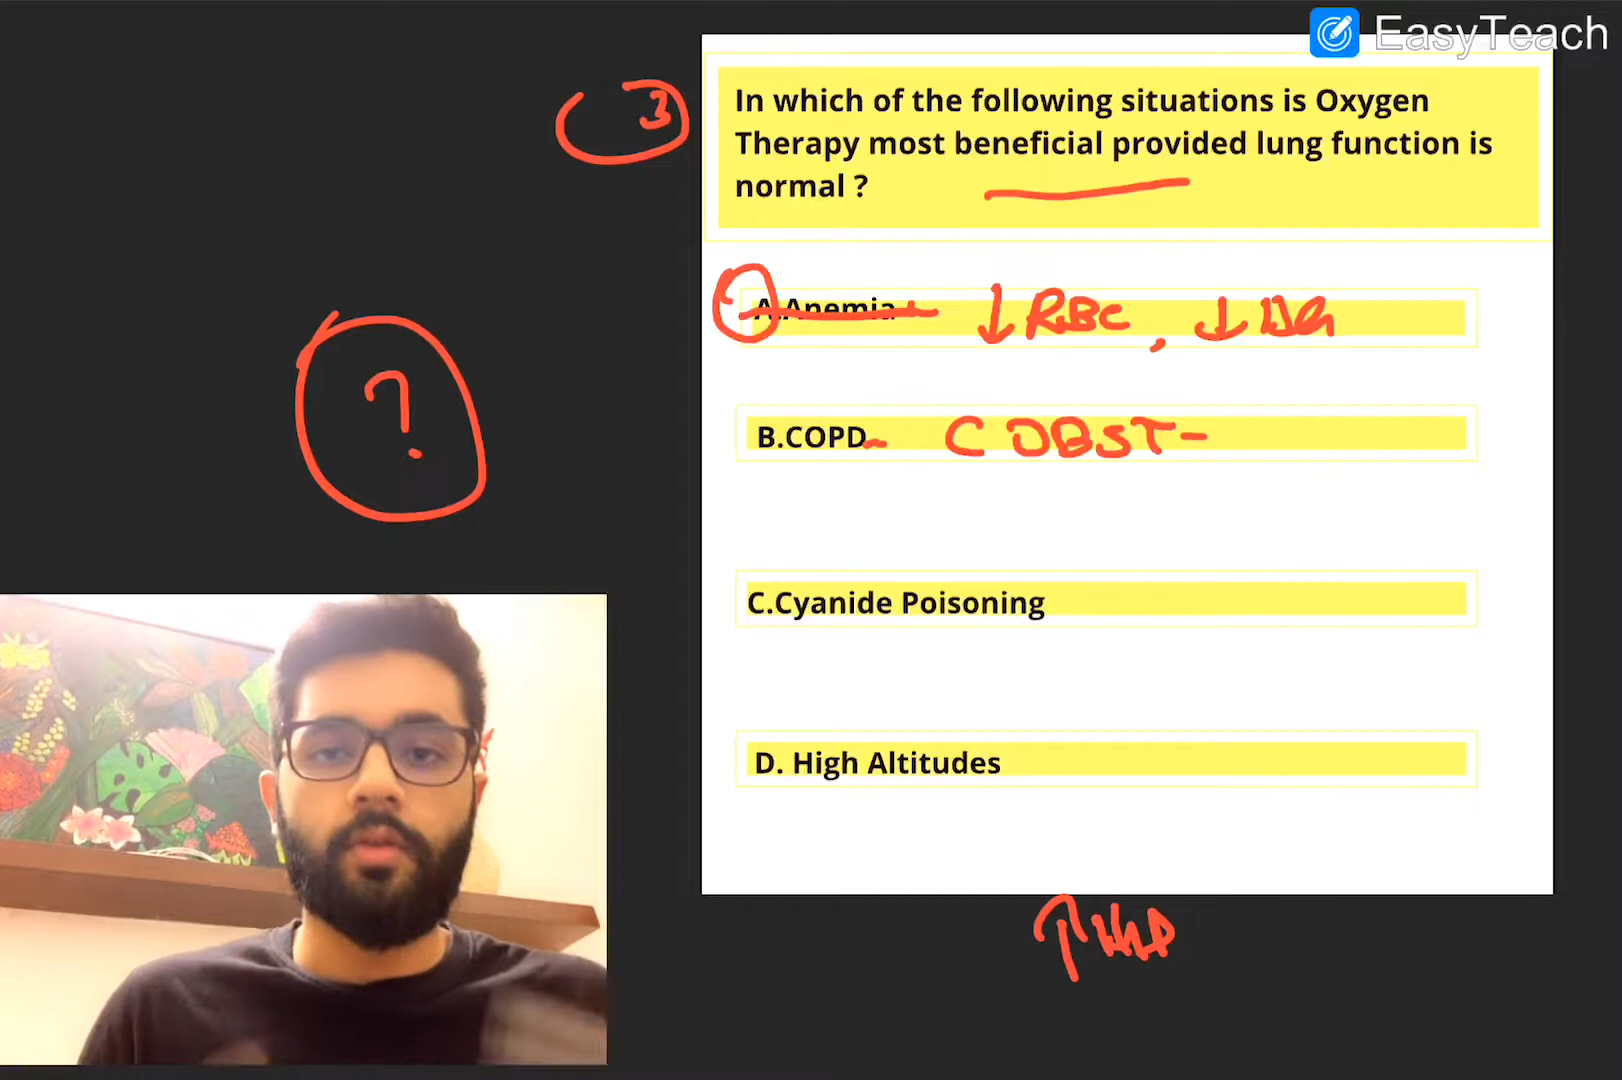 EasyTeach
3
In which of the following situations is Oxygen
Therapy most beneficial provided lung function is
normal ?
A.Anemia ↓ RBC, ↓
?
B.COPD C OBST-
C.Cyanide Poisoning
D. High Altitudes